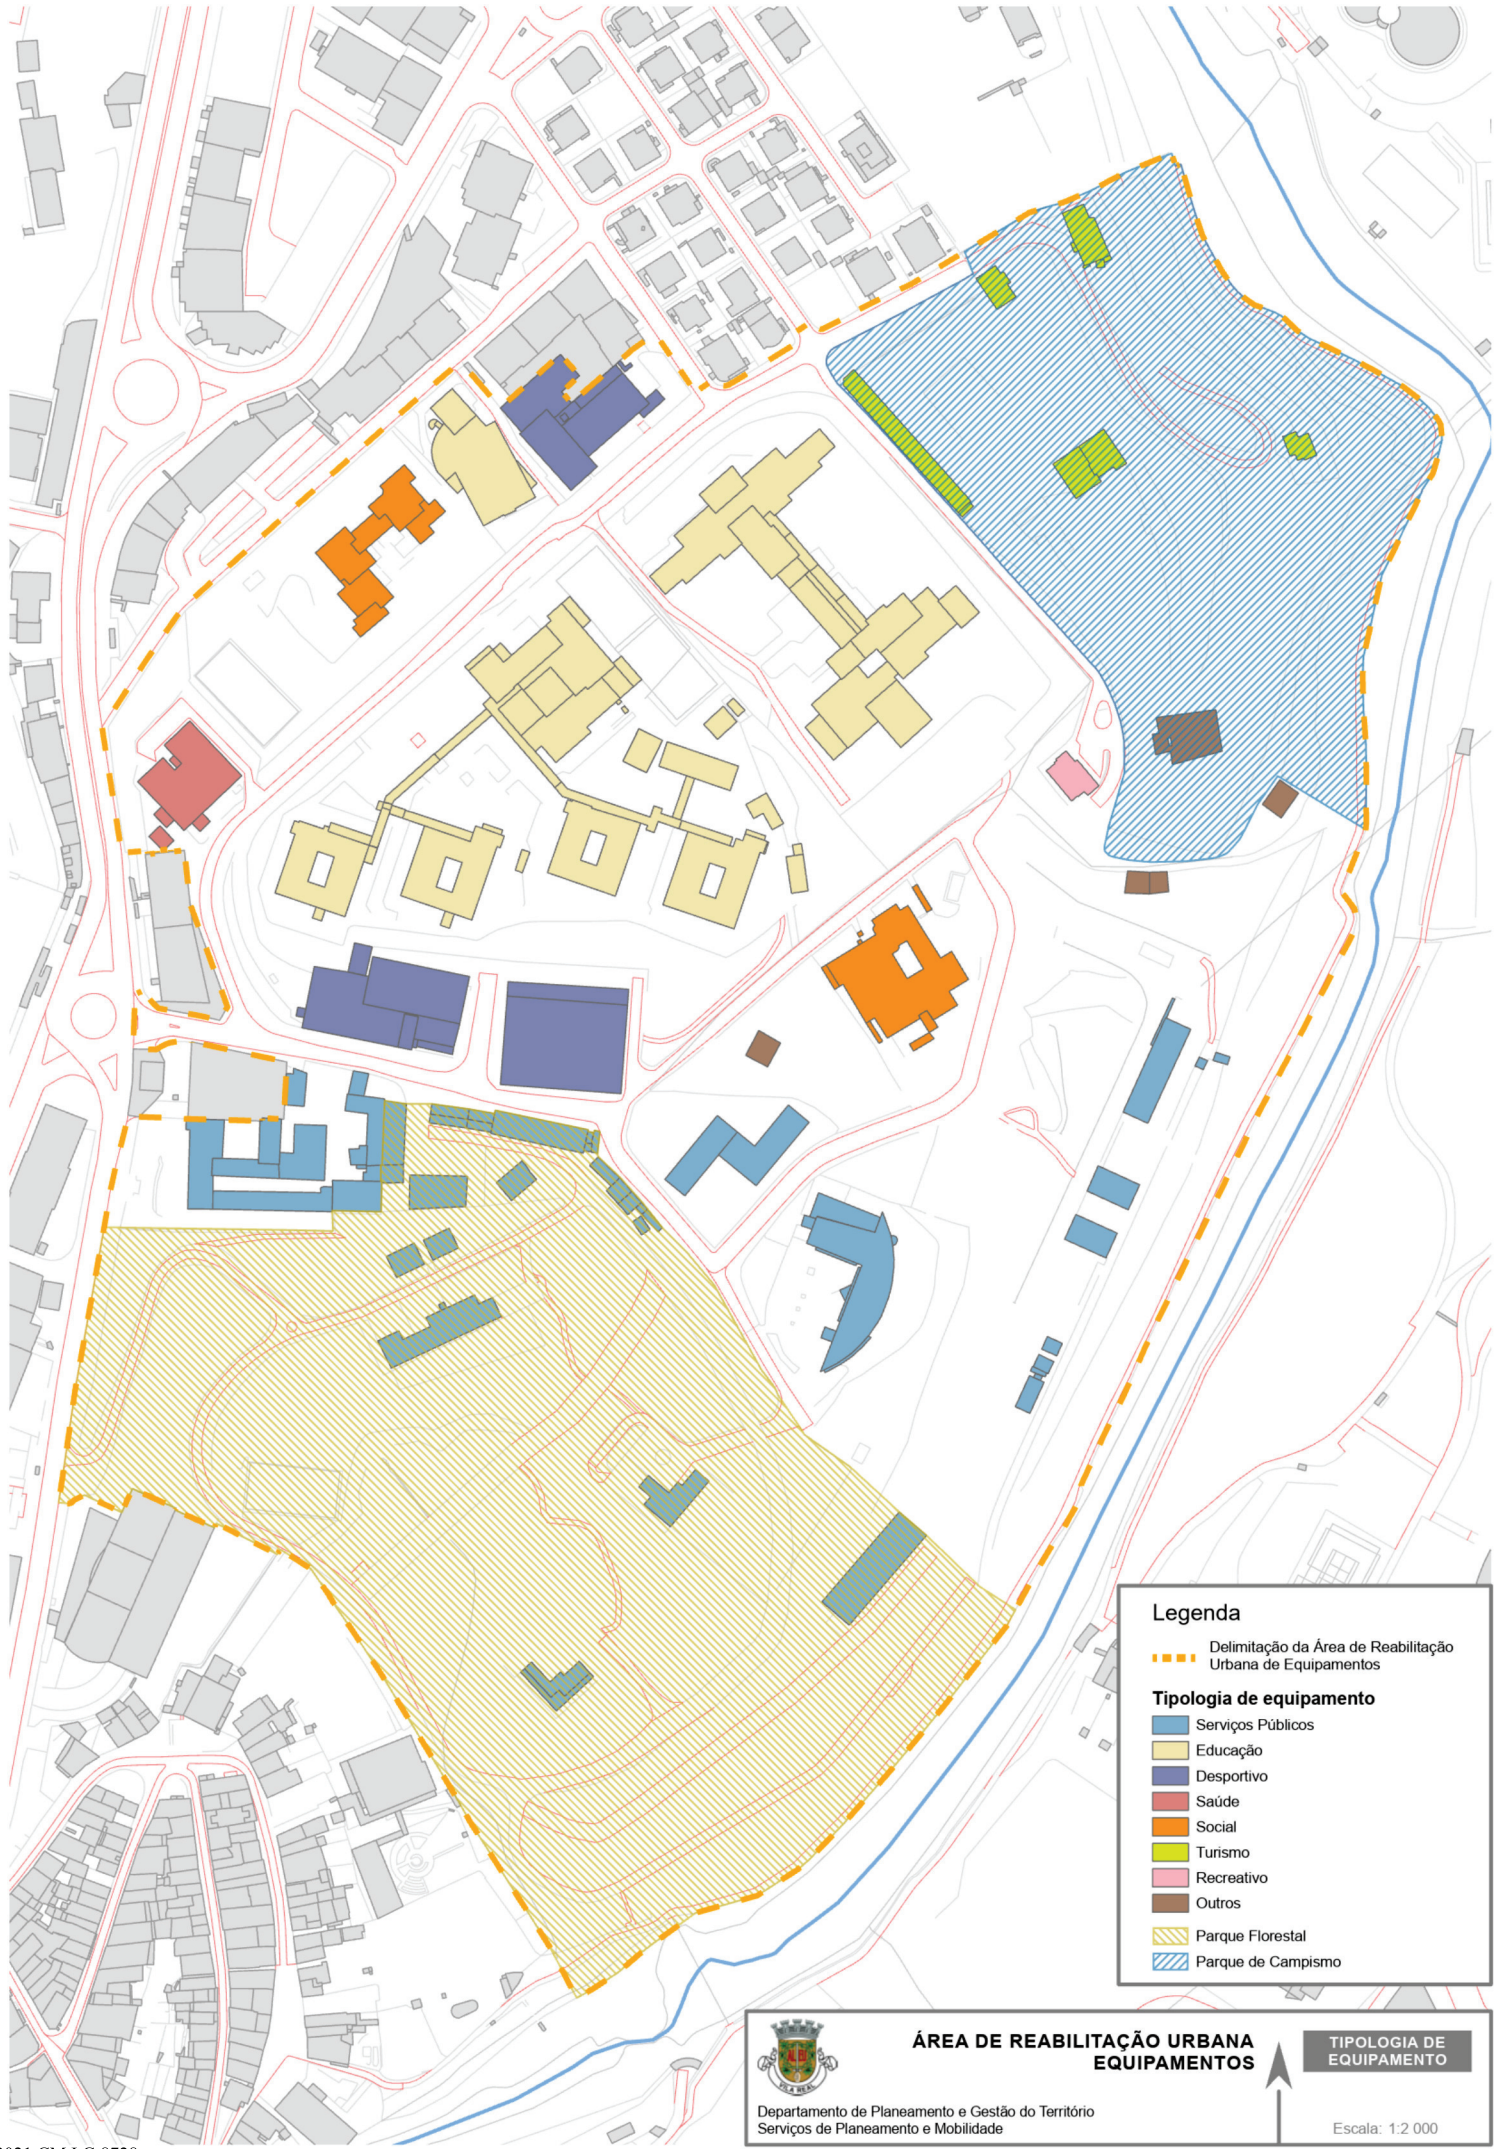 Legenda
Delimitação da Área de Reabilitação
Urbana de Equipamentos
Tipologia de equipamento
Serviços Públicos
Educação
Desportivo
Saúde
Social
Turismo
Recreativo
Outros
Parque Florestal
Parque de Campismo
ÁREA DE REABILITAÇÃO URBANA
EQUIPAMENTOS
TIPOLOGIA DE
EQUIPAMENTO
VILA REAL
Departamento de Planeamento e Gestão do Território
Serviços de Planeamento e Mobilidade
Escala: 1:2 000